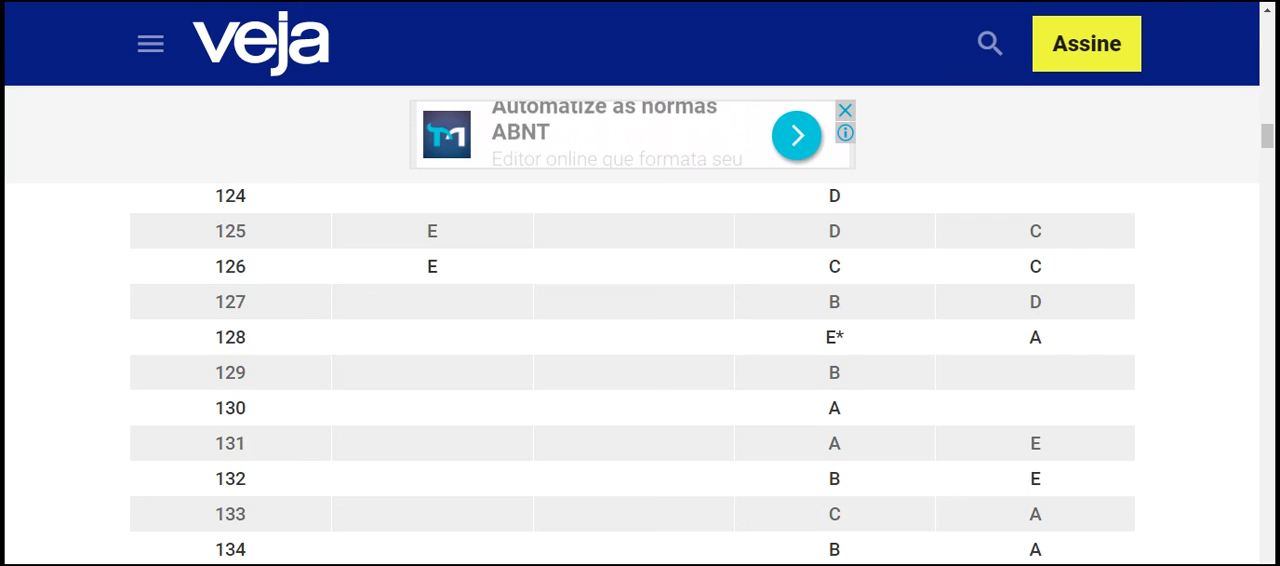 veja
Assine
Automatize as normas
ABNT
Editor online que formata seu
124 D
125 E D C
126 E C C
127 B D
128 E* A
129 B
130 A
131 A E
132 B E
133 C A
134 B A